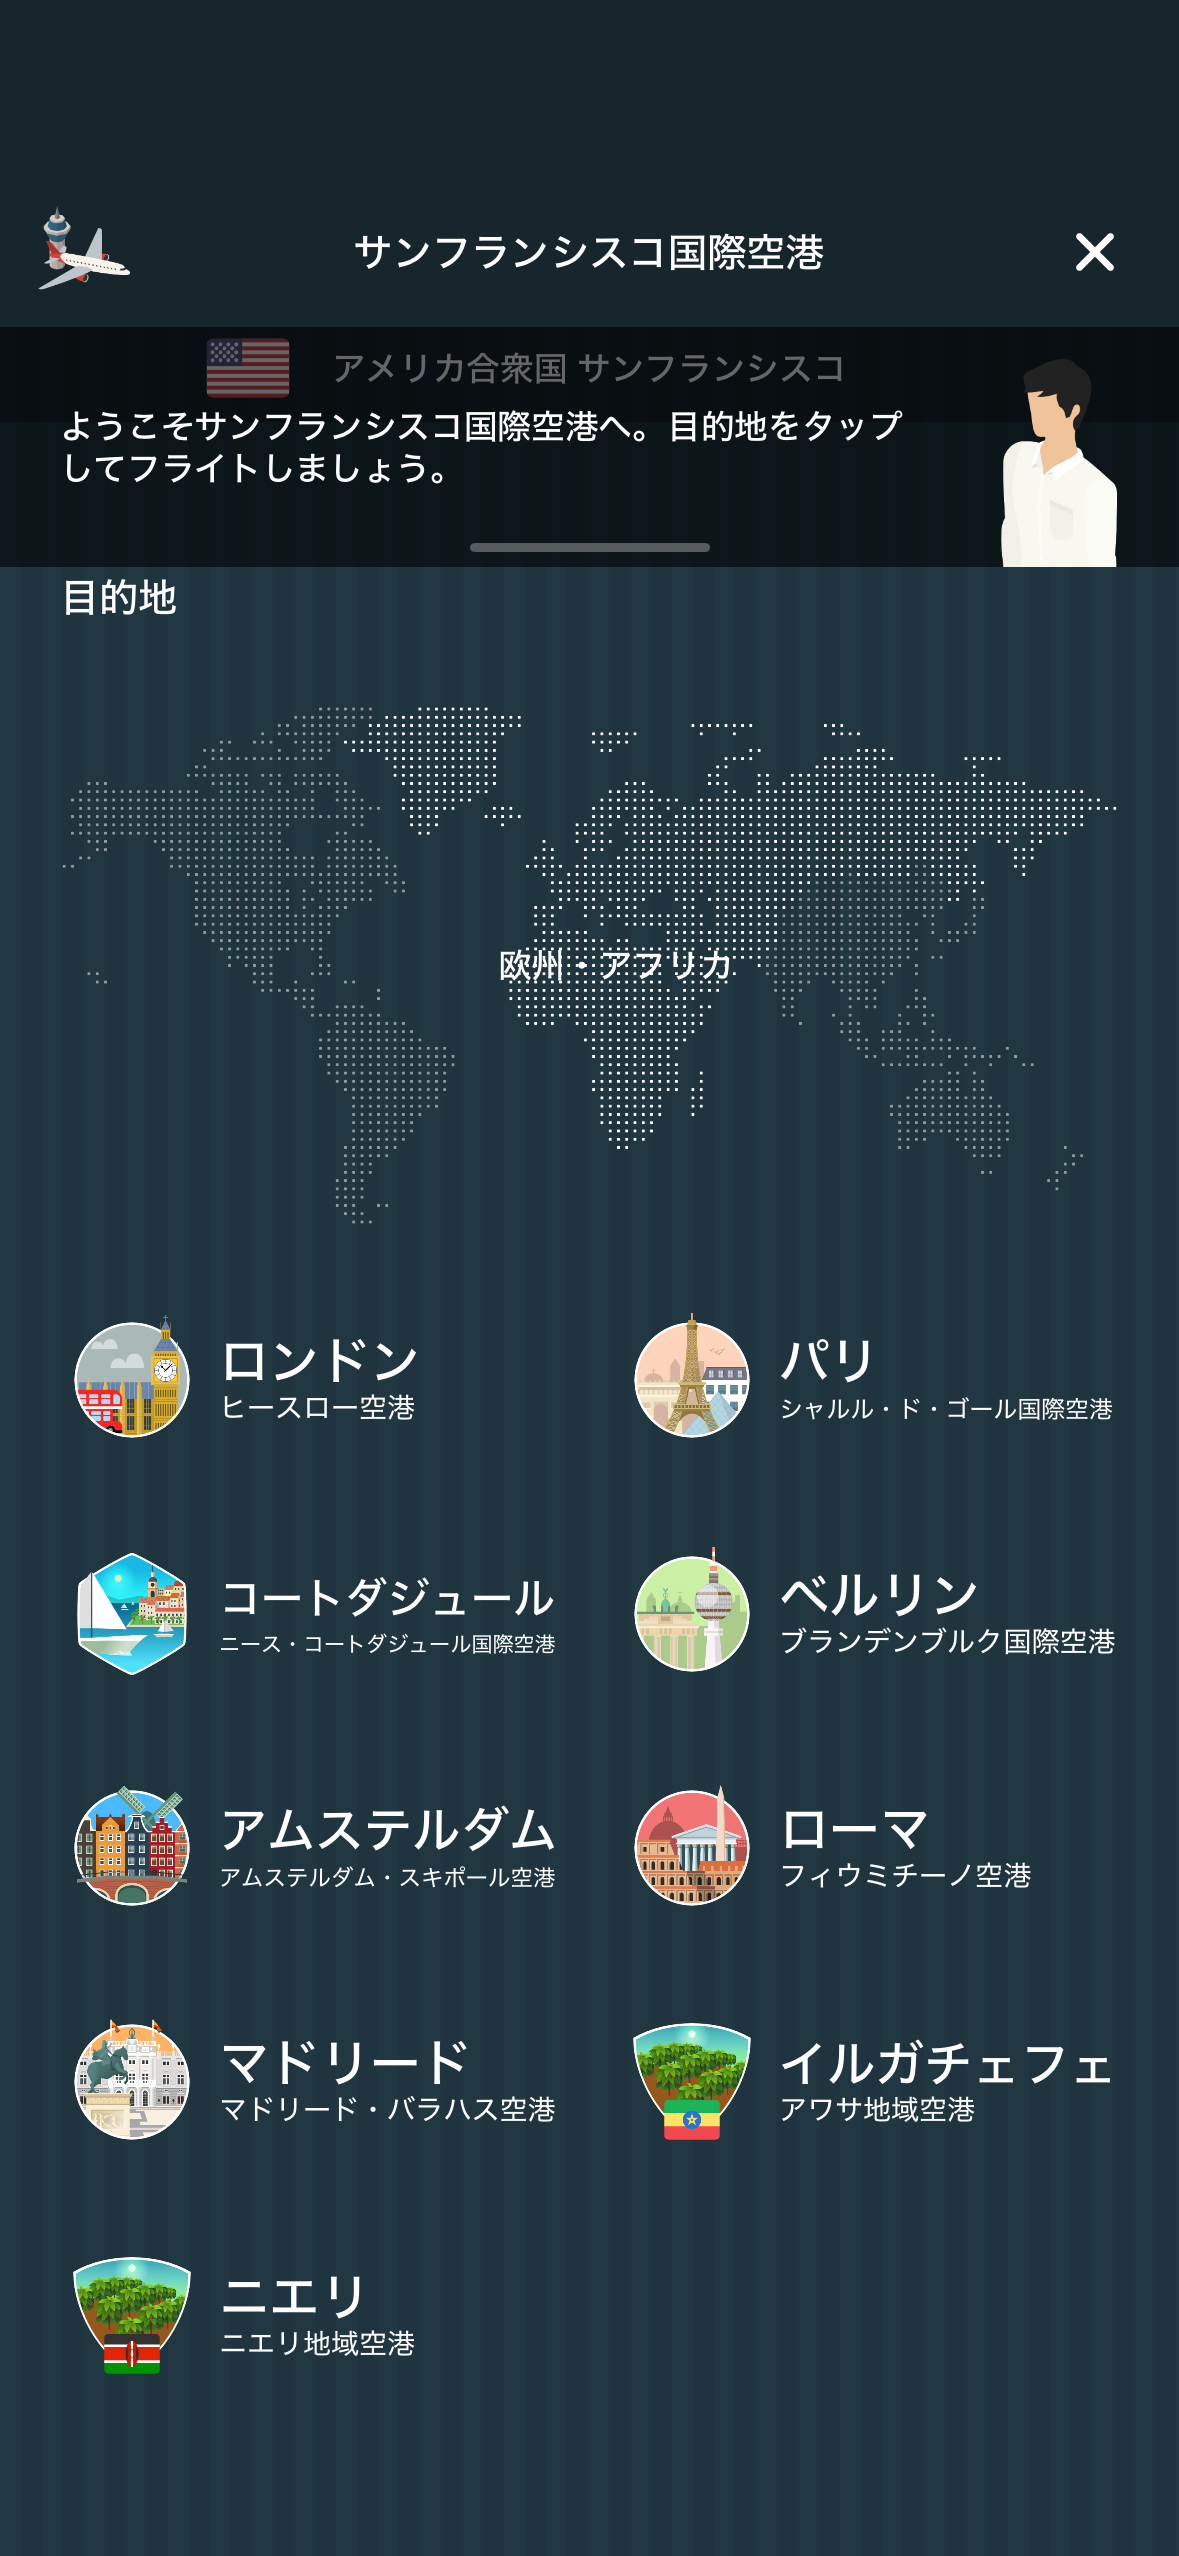 サンフランシスコ国際空港
アメリカ合衆国 サンフランシスコ
ようこそサンフランシスコ国際空港へ。目的地をタップ
してフライトしましょう。
目的地
欧州・アフリカ
ロンドン
ヒースロー空港
パリ
シャルル・ド・ゴール国際空港
コートダジュール
ニース・コートダジュール国際空港
ベルリン
ブランデンブルク国際空港
アムステルダム
アムステルダム・スキポール空港
ローマ
フィウミチーノ空港
マドリード
マドリード・バラハス空港
イルガチェフェ
アワサ地域空港
ニエリ
ニエリ地域空港